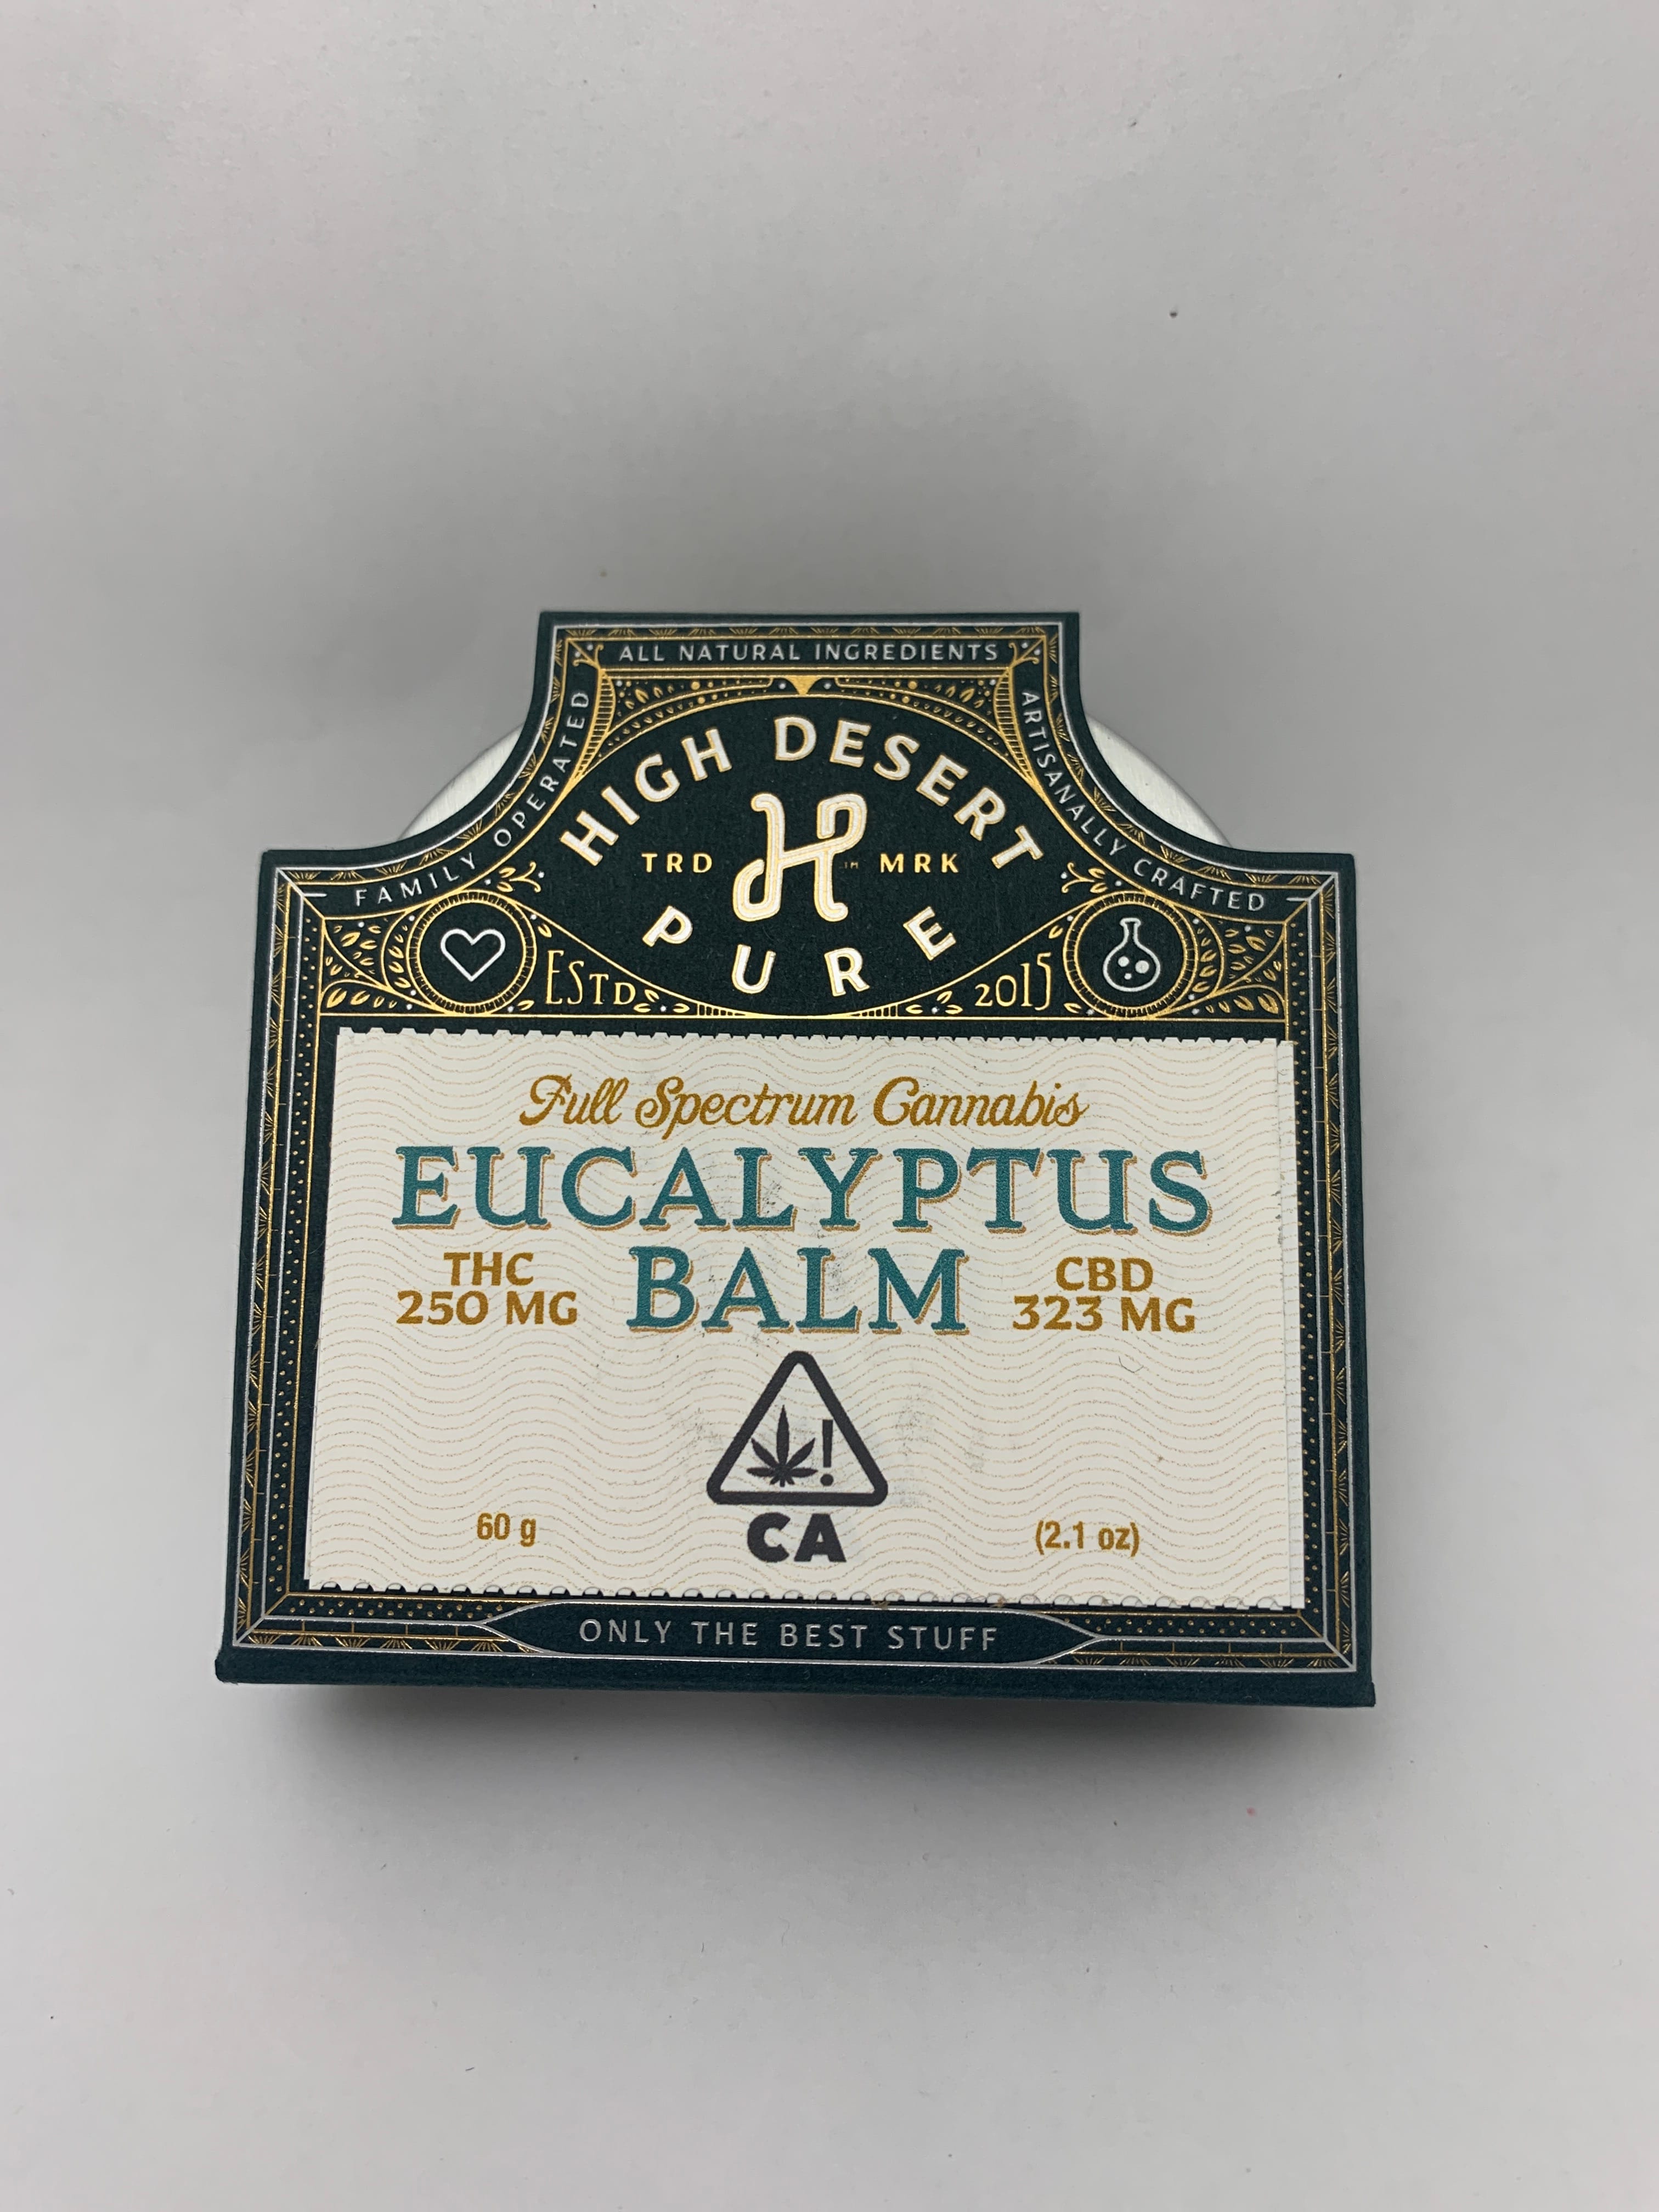 ALL NATURAL INGREDIENTS
FAMILY OPERATED
ARTISANALLY CRAFTED
HIGH DESERT
TRD H TM MRK
PURE
ESTD 2015
Full Spectrum Cannabis
EUCALYPTUS
BALM
THC
250 MG
CBD
323 MG
CA
60 g
(2.1 oz)
ONLY THE BEST STUFF